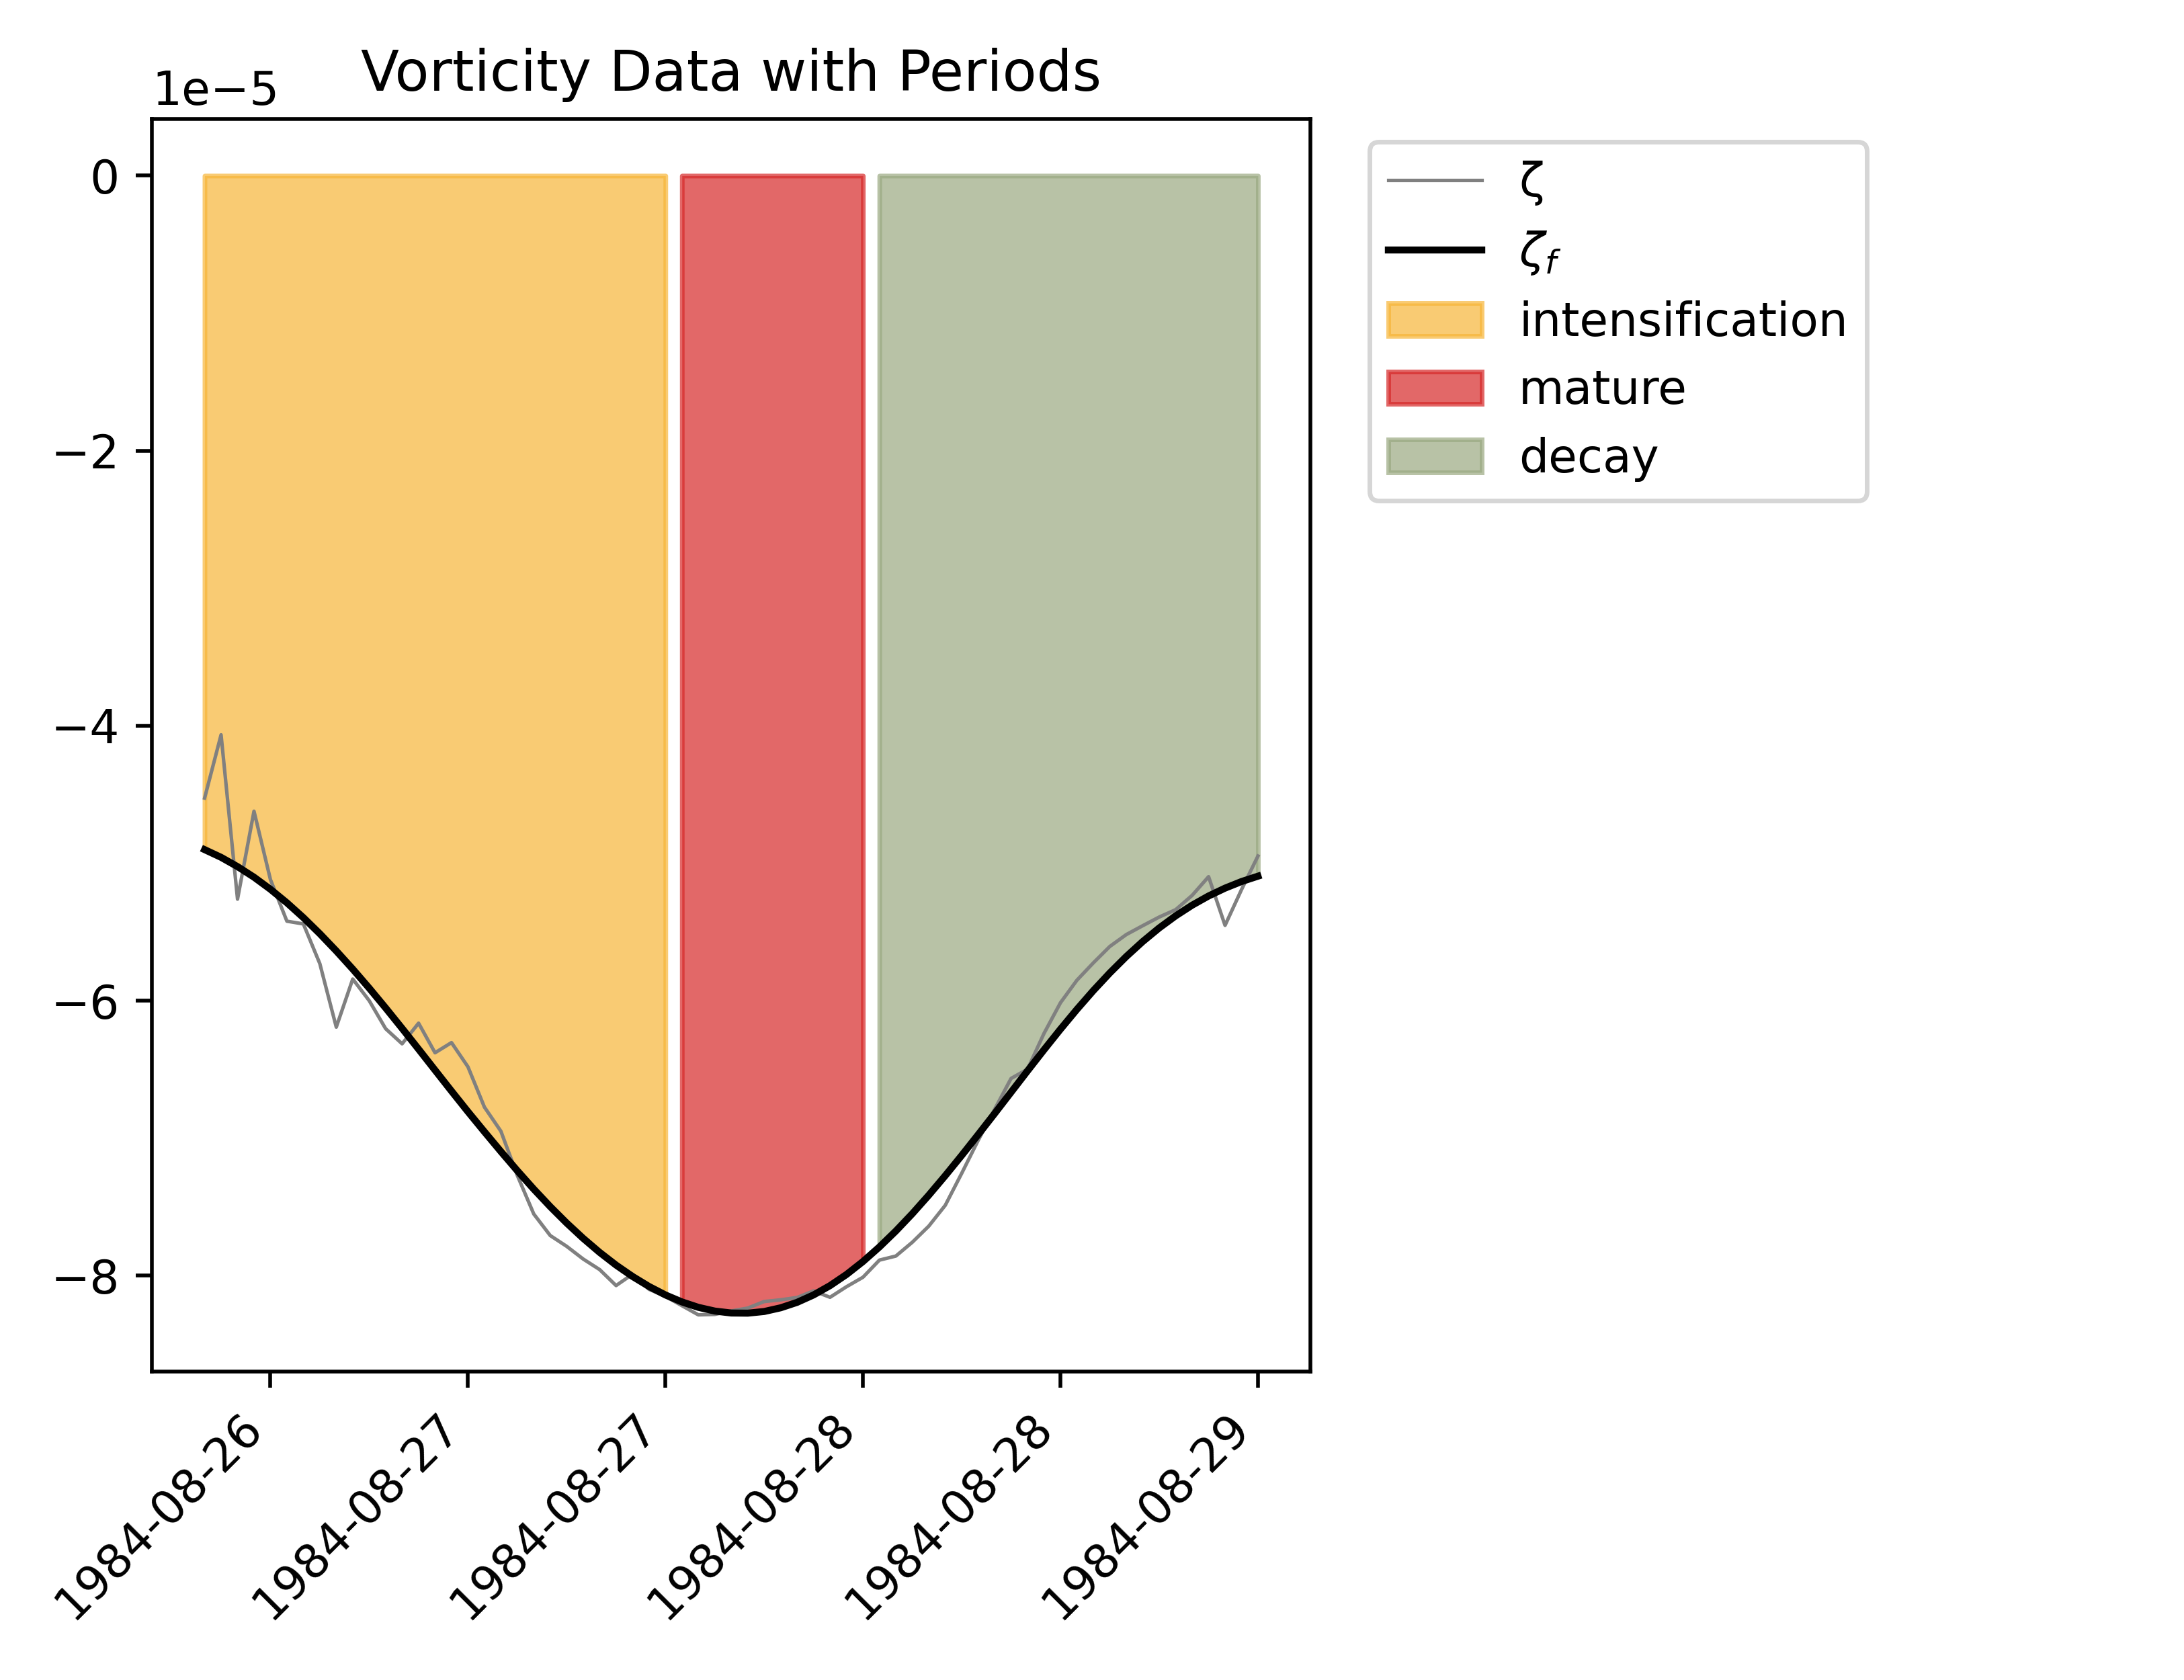 Vorticity Data with Periods
1e−5
0
−2
−4
−6
−8
1984-08-26
1984-08-27
1984-08-27
1984-08-28
1984-08-28
1984-08-29
ζ
ζf
intensification
mature
decay